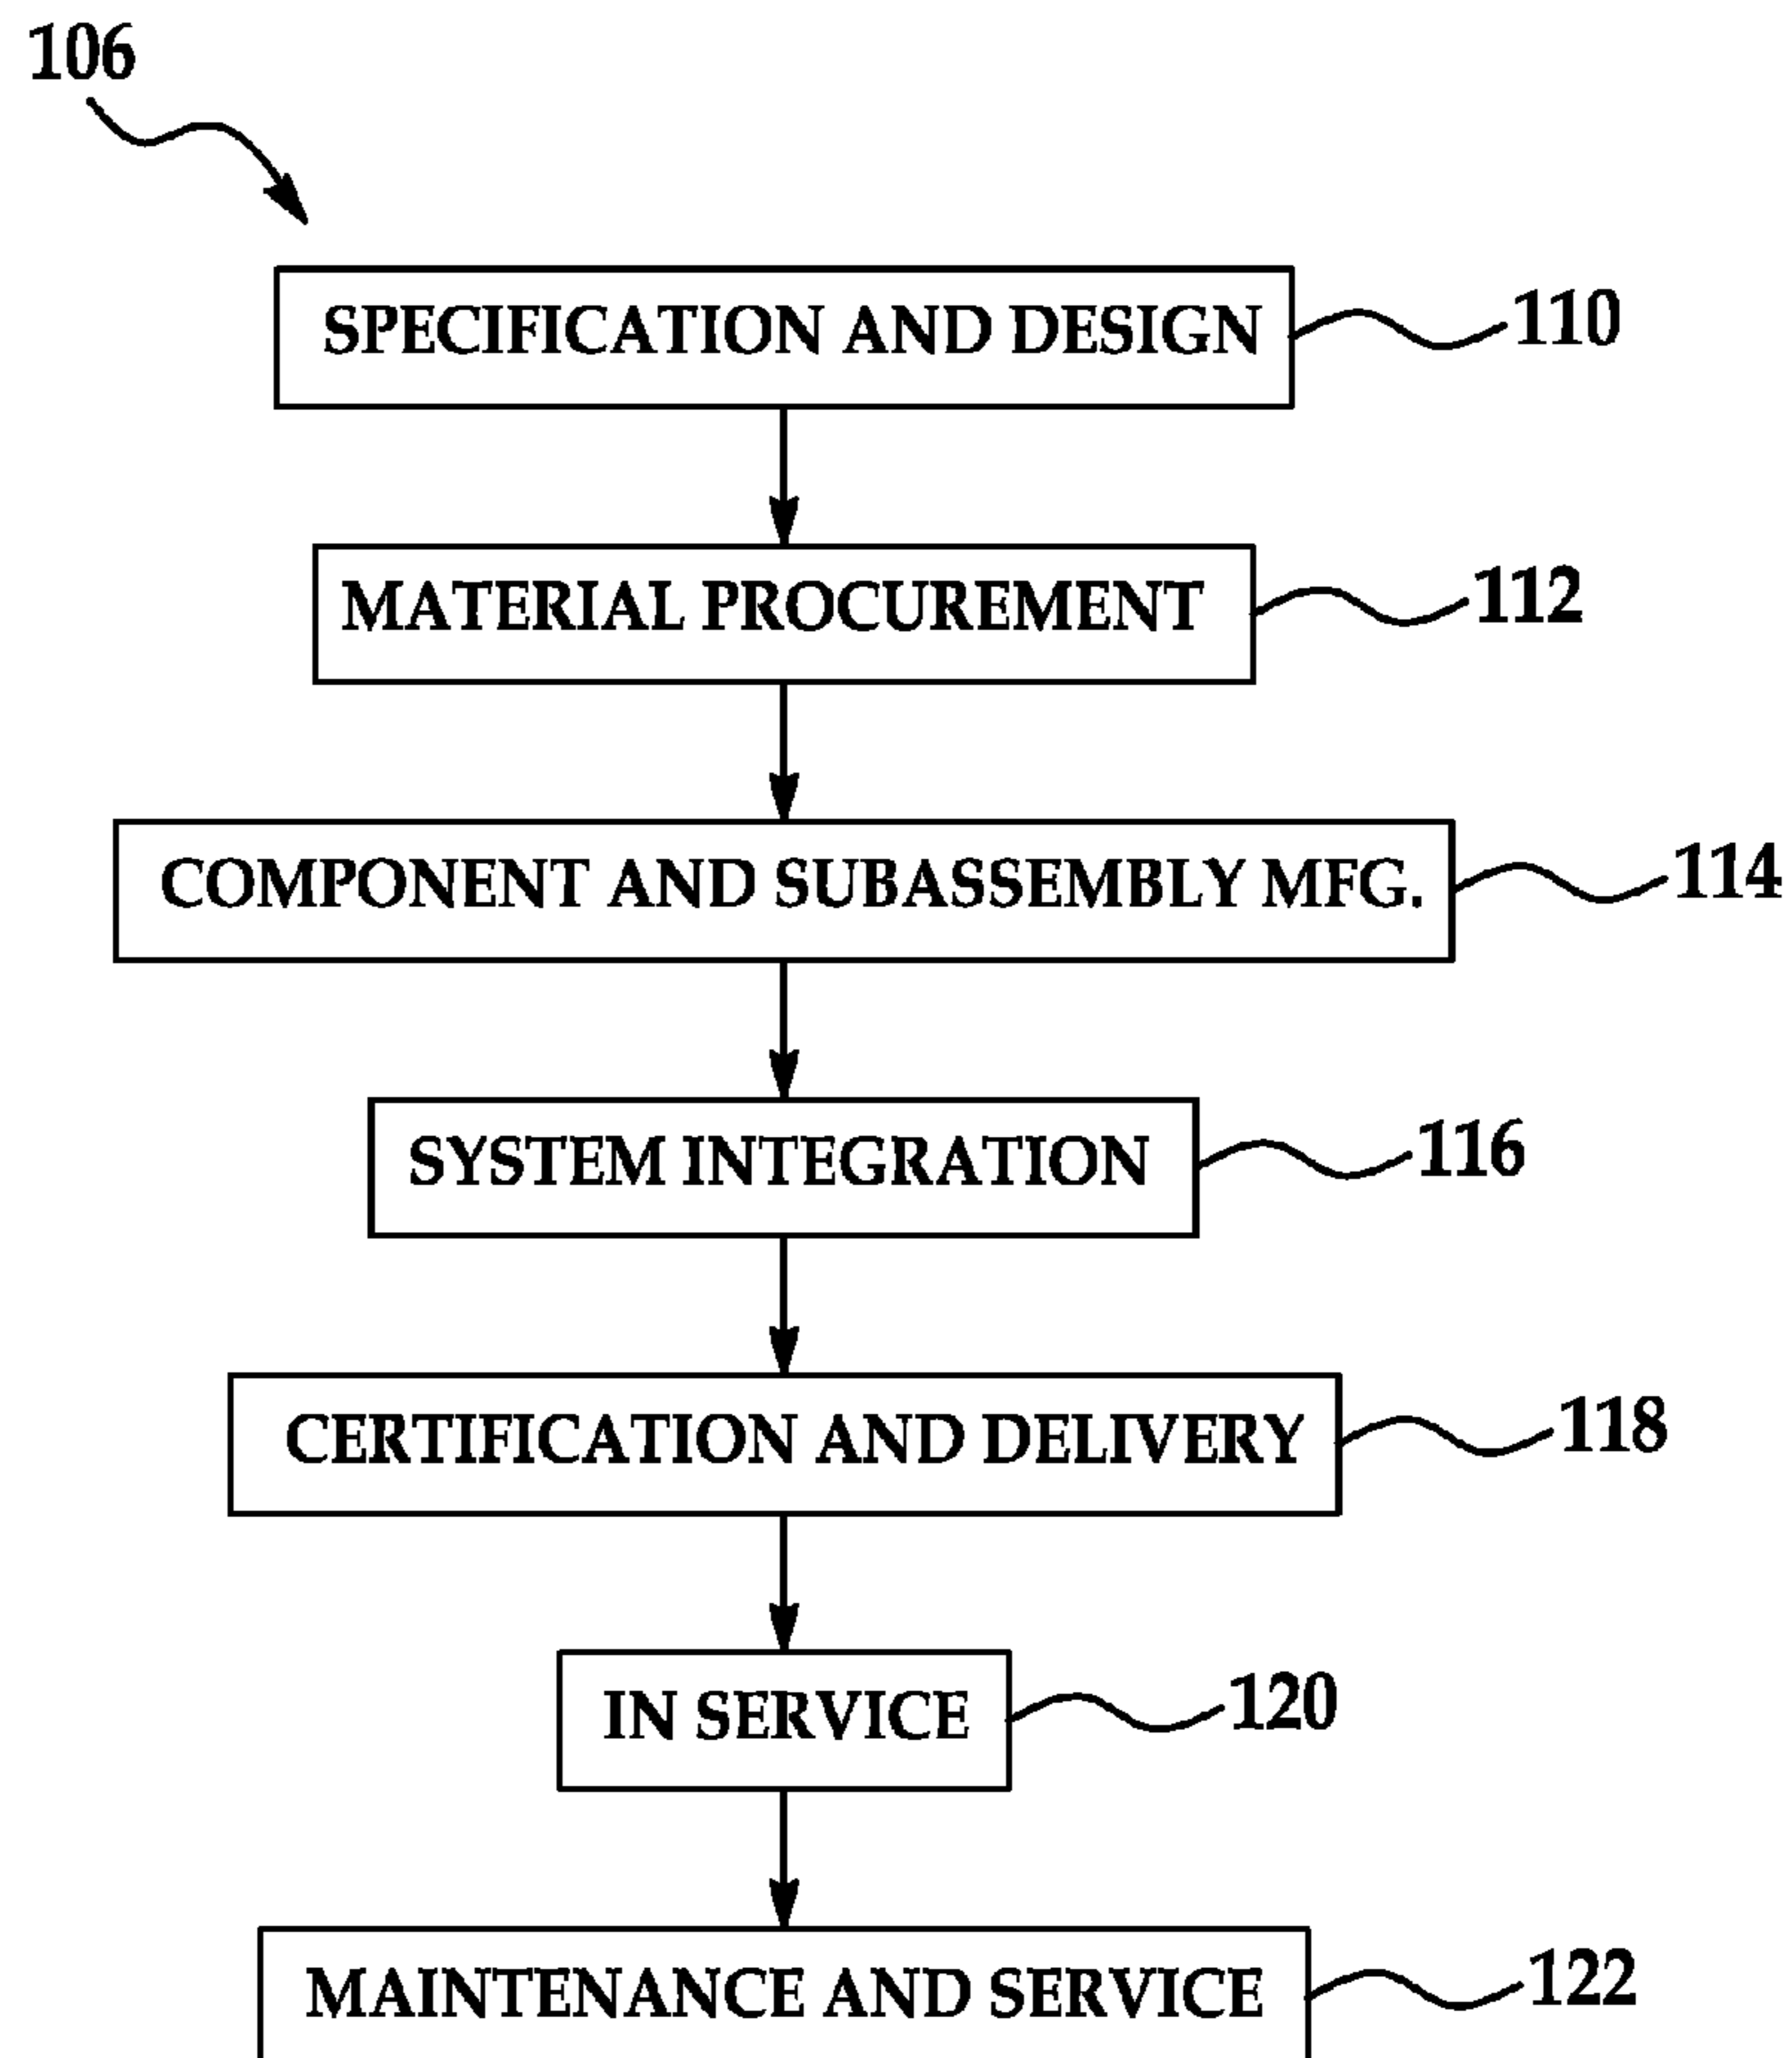 106
SPECIFICATION AND DESIGN
110
MATERIAL PROCUREMENT
112
COMPONENT AND SUBASSEMBLY MFG.
114
SYSTEM INTEGRATION
116
CERTIFICATION AND DELIVERY
118
IN SERVICE
120
MAINTENANCE AND SERVICE
122